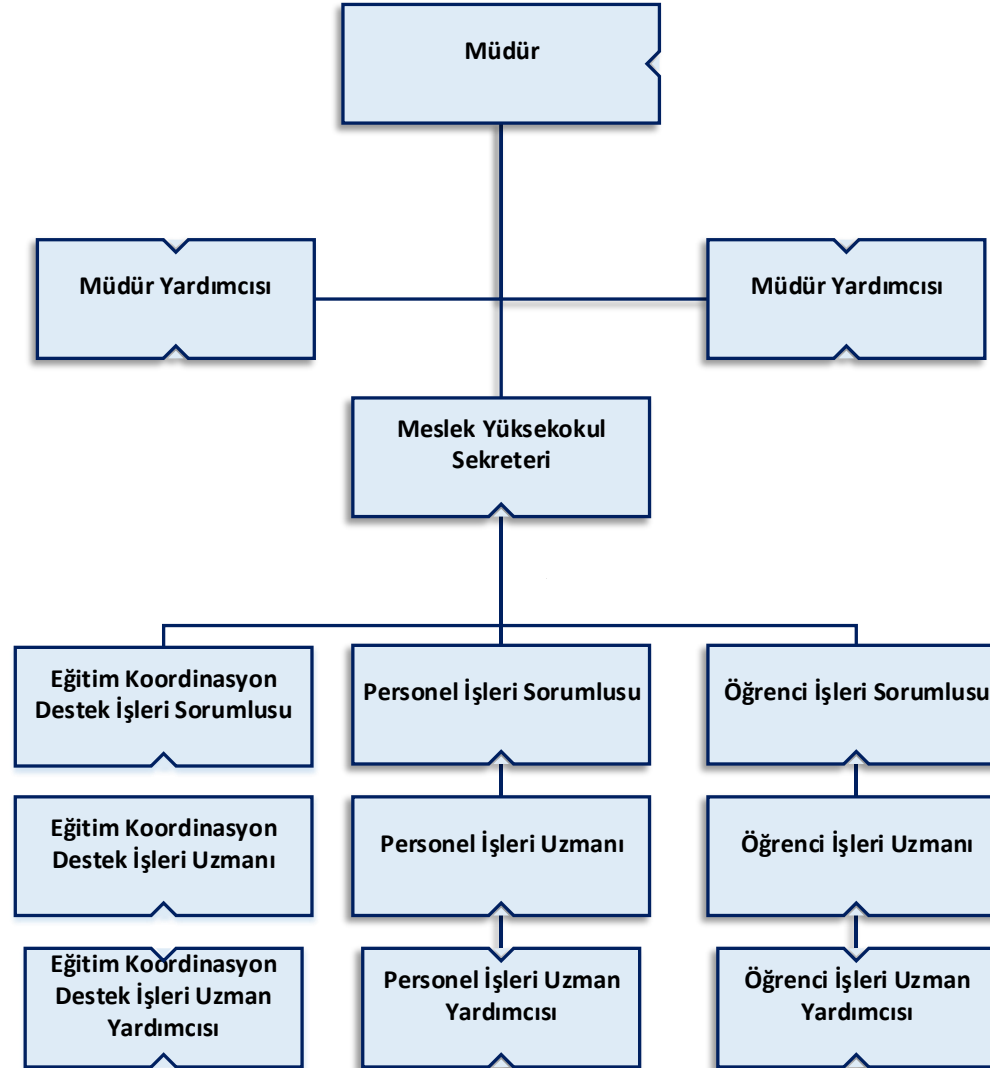 Müdür
Müdür Yardımcısı
Müdür Yardımcısı
Meslek Yüksekokul
Sekreteri
Eğitim Koordinasyon
Destek İşleri Sorumlusu
Personel İşleri Sorumlusu
Öğrenci İşleri Sorumlusu
Eğitim Koordinasyon
Destek İşleri Uzmanı
Personel İşleri Uzmanı
Öğrenci İşleri Uzmanı
Eğitim Koordinasyon
Destek İşleri Uzman
Yardımcısı
Personel İşleri Uzman
Yardımcısı
Öğrenci İşleri Uzman
Yardımcısı